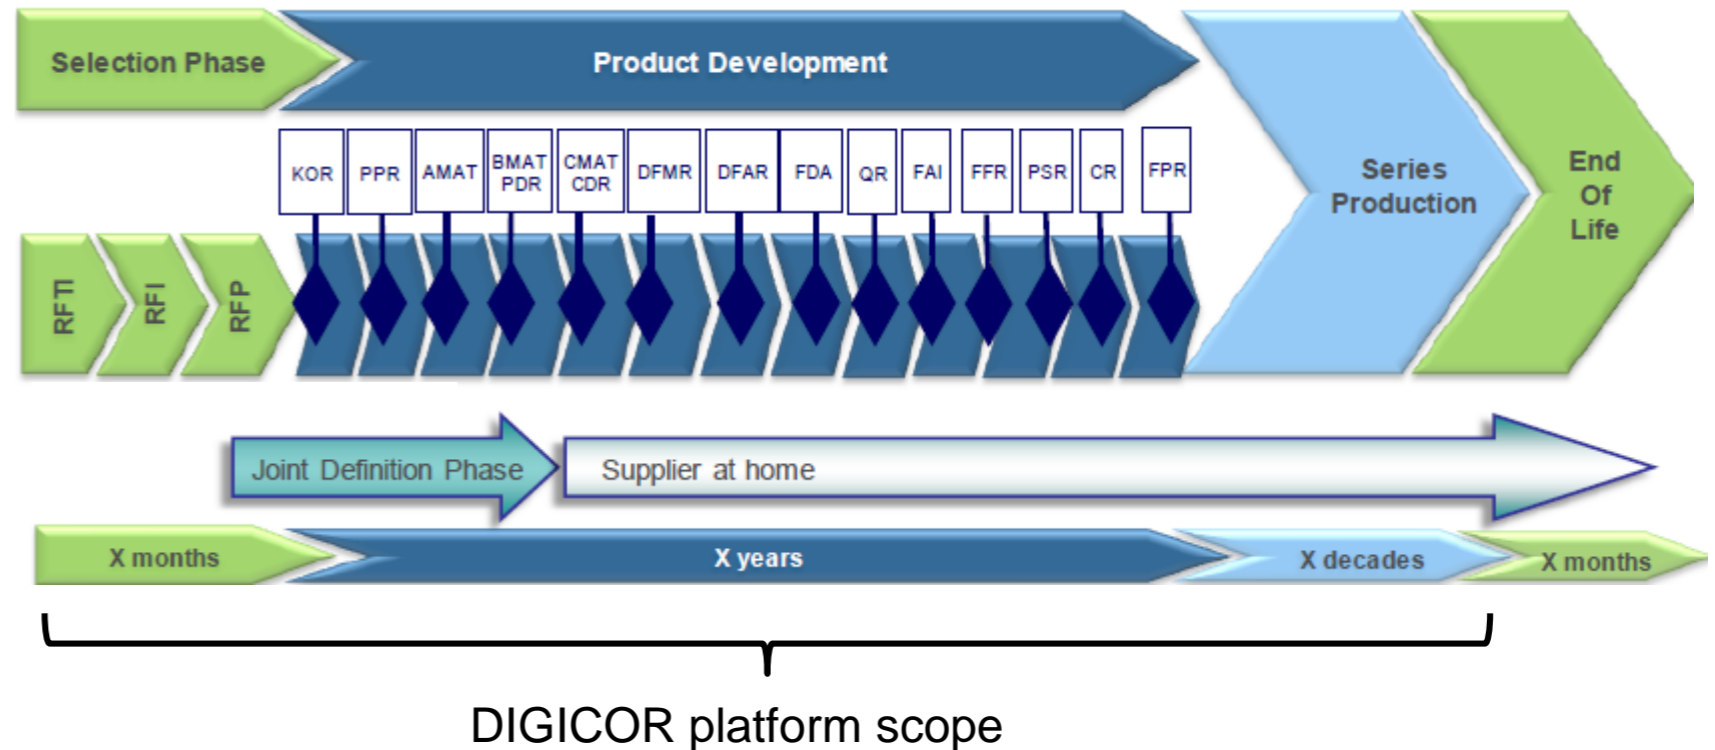 Selection Phase
Product Development
Series
Production
End
Of
Life
KOR
PPR
AMAT
BMAT
PDR
CMAT
CDR
DFMR
DFAR
FDA
QR
FAI
FFR
PSR
CR
FPR
RFTI
RFI
RFP
Joint Definition Phase
Supplier at home
X months
X years
X decades
X months
DIGICOR platform scope